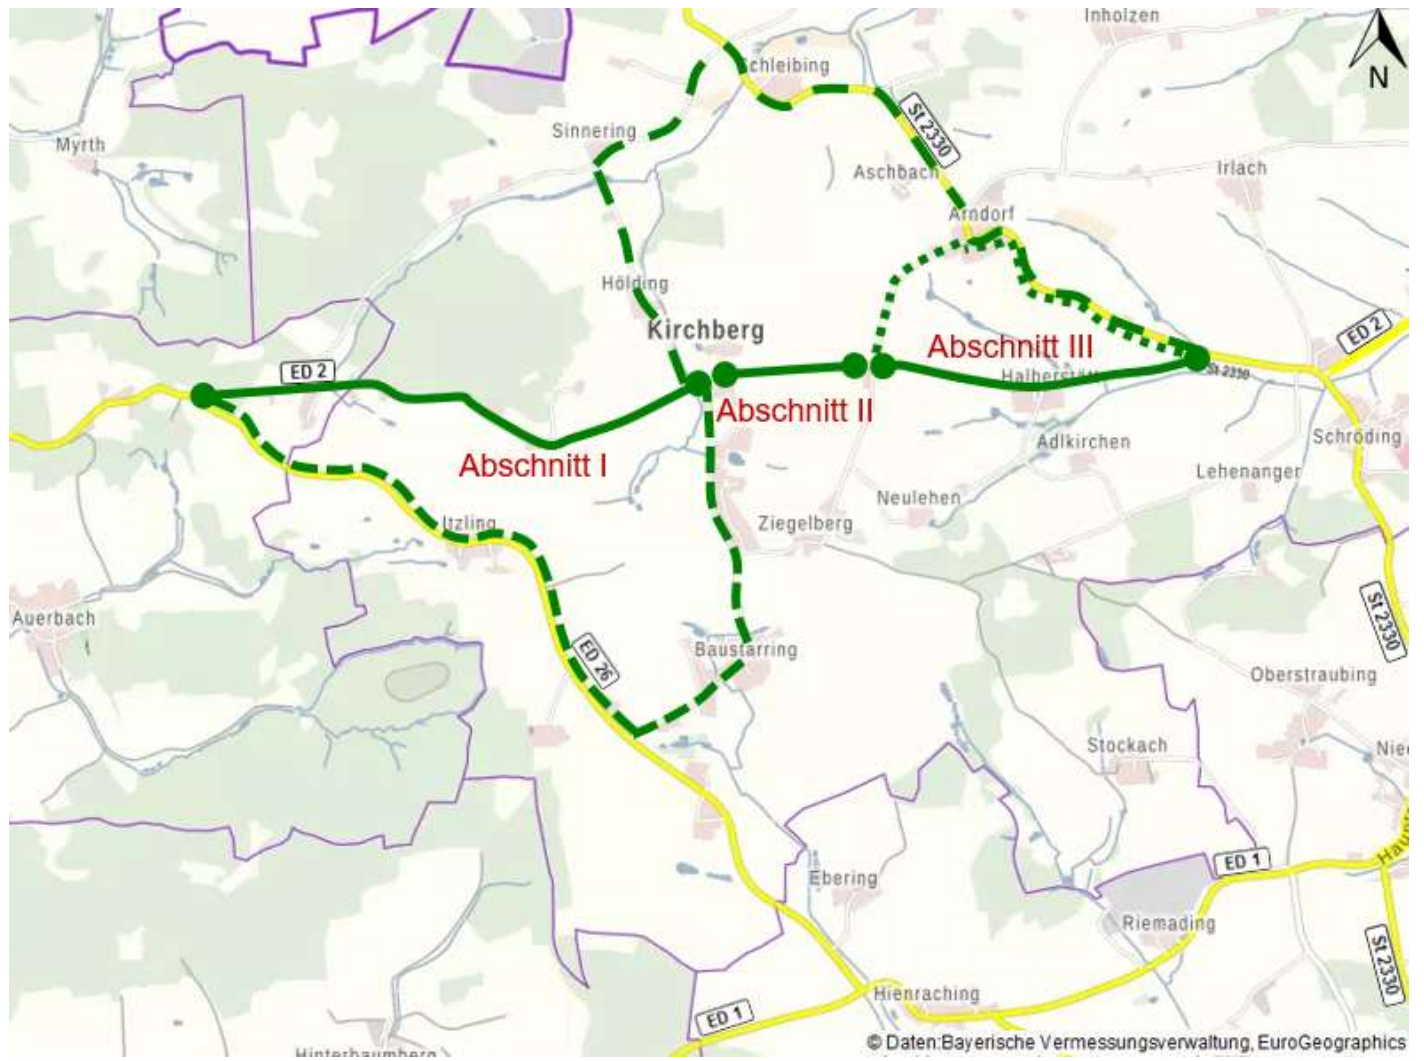 Inholzen
Schleibing
N
Sinnering
St 2330
Myrth
Aschbach
Irlach
Arndorf
Hölding
Kirchberg
ED 2
Abschnitt III
ED 2
St 2330
Abschnitt II
Adlkirchen
Schröding
Abschnitt I
Lehenanger
Neulehen
Itzling
Ziegelberg
Auerbach
St 2330
Baustarring
ED 26
Oberstraubing
Stockach
ED 1
Ebering
Riemading
St 2330
Hienraching
ED 1
© Daten:Bayerische Vermessungsverwaltung, EuroGeographics